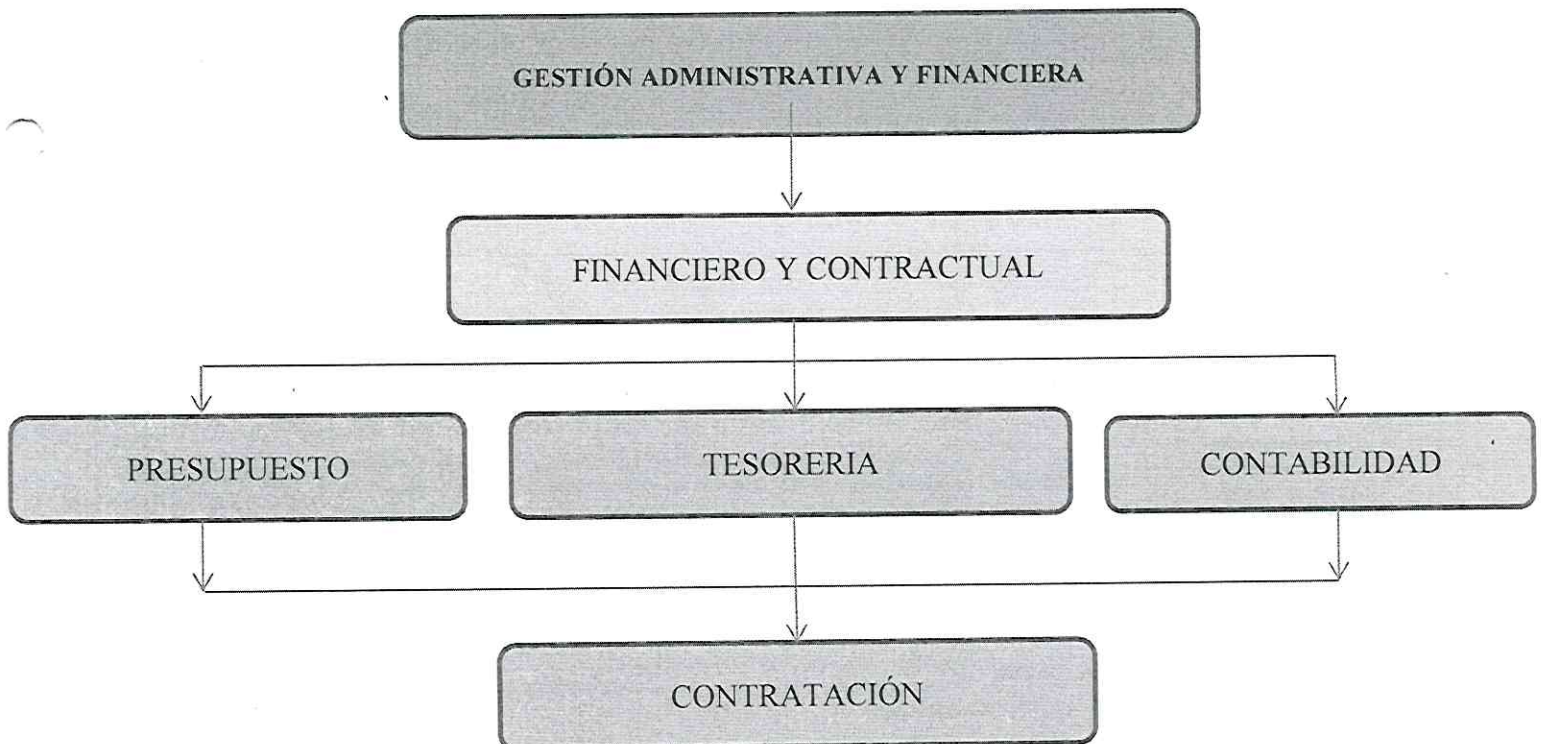 GESTIÓN ADMINISTRATIVA Y FINANCIERA
FINANCIERO Y CONTRACTUAL
PRESUPUESTO
TESORERIA
CONTABILIDAD
CONTRATACIÓN